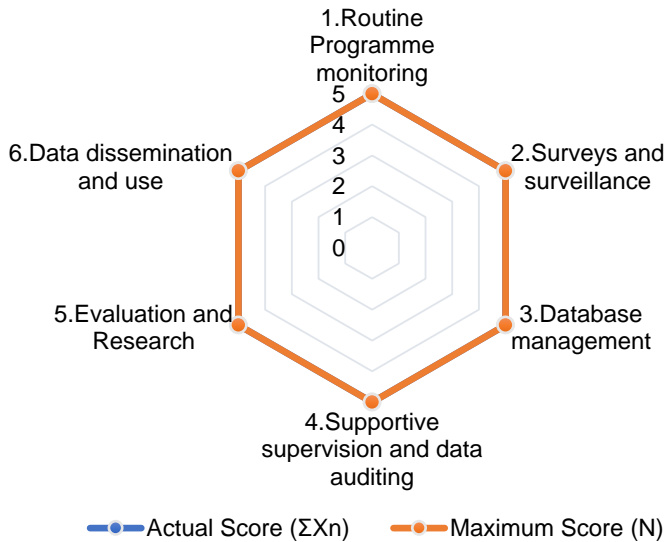 1.Routine
Programme
monitoring
5
4
3
2
1
0
6.Data dissemination
and use
2.Surveys and
surveillance
5.Evaluation and
Research
3.Database
management
4.Supportive
supervision and data
auditing
Actual Score (ΣXn)
Maximum Score (N)